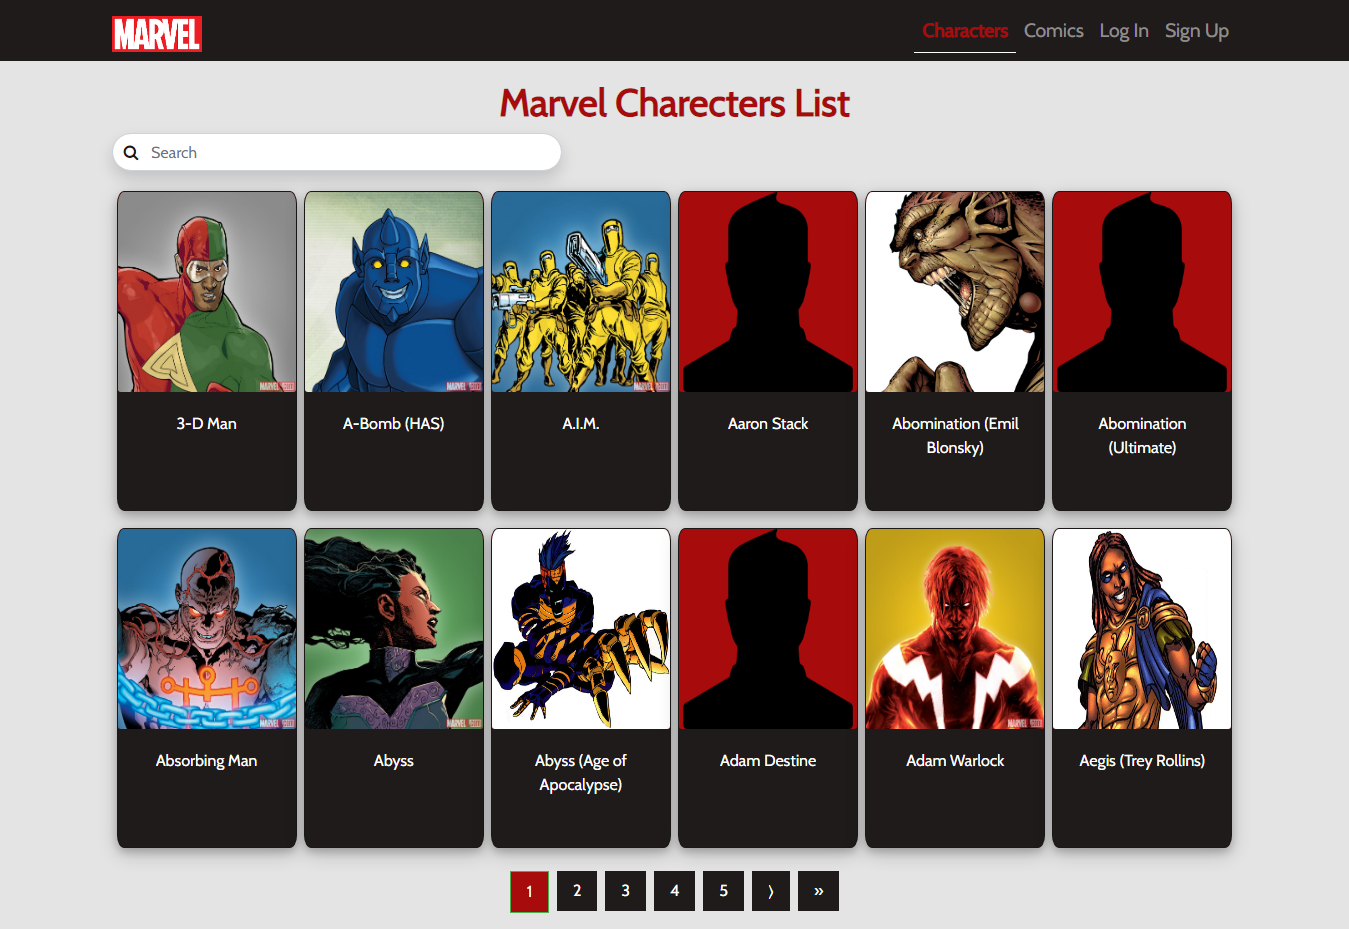 MARVEL
Characters Comics Log In Sign Up
Marvel Charecters List
Search
3-D Man
A-Bomb (HAS)
A.I.M.
Aaron Stack
Abomination (Emil
Blonsky)
Abomination
(Ultimate)
Absorbing Man
Abyss
Abyss (Age of
Apocalypse)
Adam Destine
Adam Warlock
Aegis (Trey Rollins)
1 2 3 4 5 ⟩ »